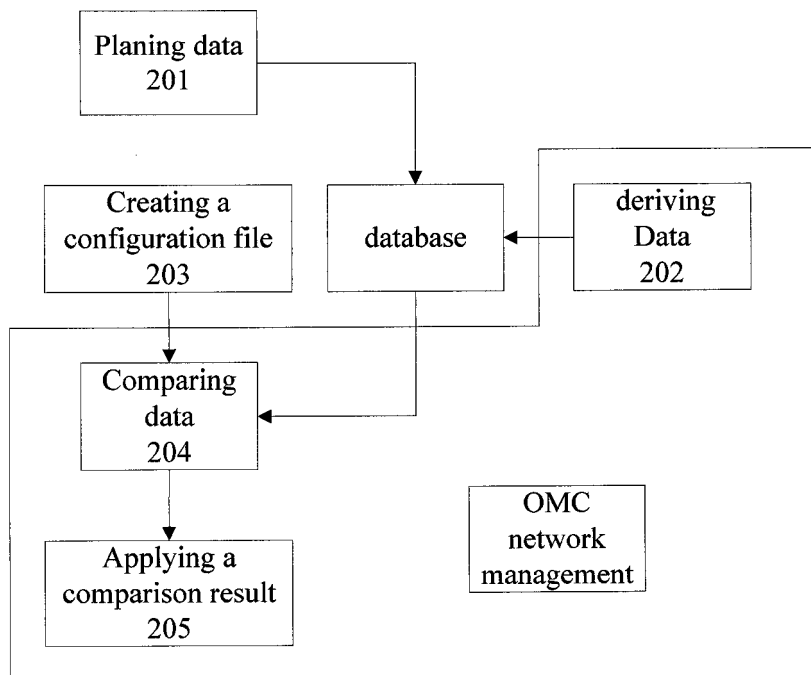 Planing data
201
Creating a
configuration file
203
database
deriving
Data
202
Comparing
data
204
Applying a
comparison result
205
OMC
network
management